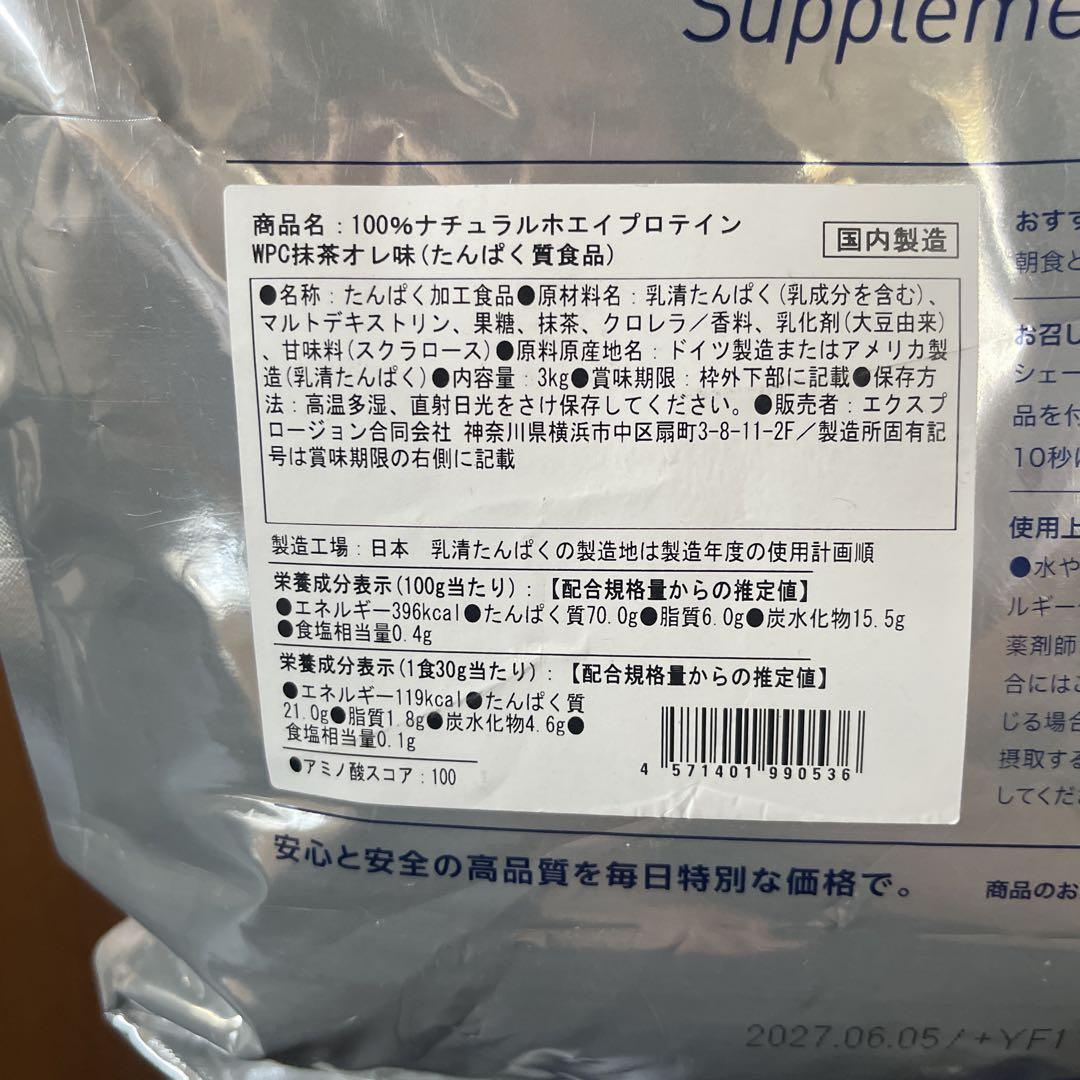 Suppleme
商品名：100%ナチュラルホエイプロテイン
WPC抹茶オレ味(たんぱく質食品)
国内製造
●名称：たんぱく加工食品●原材料名：乳清たんぱく(乳成分を含む)、
マルトデキストリン、果糖、抹茶、クロレラ／香料、乳化剤(大豆由来)
、甘味料(スクラロース)●原料原産地名：ドイツ製造またはアメリカ製
造(乳清たんぱく)●内容量：3kg●賞味期限：枠外下部に記載●保存方
法：高温多湿、直射日光をさけ保存してください。●販売者：エクスプ
ロージョン合同会社 神奈川県横浜市中区扇町3-8-11-2F／製造所固有記
号は賞味期限の右側に記載
製造工場：日本　乳清たんぱくの製造地は製造年度の使用計画順
栄養成分表示(100g当たり)：【配合規格量からの推定値】
●エネルギー396kcal●たんぱく質70.0g●脂質6.0g●炭水化物15.5g
●食塩相当量0.4g
栄養成分表示(1食30g当たり)：【配合規格量からの推定値】
●エネルギー119kcal●たんぱく質
21.0g●脂質1.8g●炭水化物4.6g●
食塩相当量0.1g
●アミノ酸スコア：100
4 571401 990536
おすす
朝食と
お召し
シェー
品を付
10秒
使用上
●水や
ルギー
薬剤師
合には
じる場合
摂取する
してくだ
安心と安全の高品質を毎日特別な価格で。
商品のお
2027.06.05/+YF1